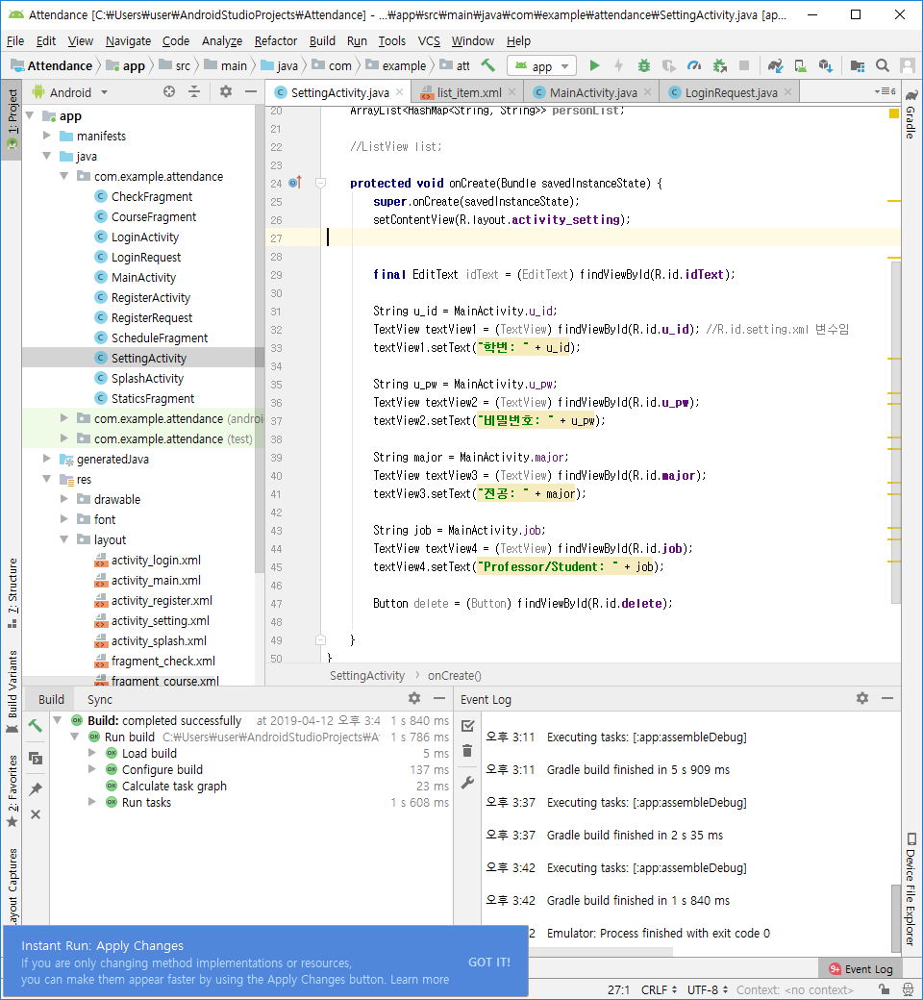 Attendance [C:₩Users₩user₩AndroidStudioProjects₩Attendance] - ...₩app₩src₩main₩java₩com₩example₩attendance₩SettingActivity.java [ap...
File Edit View Navigate Code Analyze Refactor Build Run Tools VCS Window Help
Attendance app src main java com example att app
1: Project
Android
SettingActivity.java list_item.xml MainActivity.java LoginRequest.java 6
Gradle
app
manifests
java
com.example.attendance
CheckFragment
CourseFragment
LoginActivity
LoginRequest
MainActivity
RegisterActivity
RegisterRequest
ScheduleFragment
SettingActivity
SplashActivity
StaticsFragment
com.example.attendance (androi
com.example.attendance (test)
generatedJava
res
drawable
font
layout
activity_login.xml
activity_main.xml
activity_register.xml
activity_setting.xml
activity_splash.xml
fragment_check.xml
fragment_course.xml
20 ArrayList<HashMap<String, String>> personList;
21
22 //ListView list;
23
24 protected void onCreate(Bundle savedInstanceState) {
25 super.onCreate(savedInstanceState);
26 setContentView(R.layout.activity_setting);
27
28
29 final EditText idText = (EditText) findViewById(R.id.idText);
30
31 String u_id = MainActivity.u_id;
32 TextView textView1 = (TextView) findViewById(R.id.u_id); //R.id.setting.xml 변수임
33 textView1.setText("학번: " + u_id);
34
35 String u_pw = MainActivity.u_pw;
36 TextView textView2 = (TextView) findViewById(R.id.u_pw);
37 textView2.setText("비밀번호: " + u_pw);
38
39 String major = MainActivity.major;
40 TextView textView3 = (TextView) findViewById(R.id.major);
41 textView3.setText("전공: " + major);
42
43 String job = MainActivity.job;
44 TextView textView4 = (TextView) findViewById(R.id.job);
45 textView4.setText("Professor/Student: " + job);
46
47 Button delete = (Button) findViewById(R.id.delete);
48
49 }
50 }
SettingActivity onCreate()
7: Structure
Build Variants
2: Favorites
Layout Captures
Build Sync
Build: completed successfully at 2019-04-12 오후 3:4 1 s 840 ms
Run build C:₩Users₩user₩AndroidStudioProjects₩A 1 s 786 ms
Load build 5 ms
Configure build 137 ms
Calculate task graph 23 ms
Run tasks 1 s 608 ms
Event Log
오후 3:11 Executing tasks: [:app:assembleDebug]
오후 3:11 Gradle build finished in 5 s 909 ms
오후 3:37 Executing tasks: [:app:assembleDebug]
오후 3:37 Gradle build finished in 2 s 35 ms
오후 3:42 Executing tasks: [:app:assembleDebug]
오후 3:42 Gradle build finished in 1 s 840 ms
2 Emulator: Process finished with exit code 0
Device File Explorer
Instant Run: Apply Changes
If you are only changing method implementations or resources,
you can make them appear faster by using the Apply Changes button. Learn more
GOT IT!
9+ Event Log
27:1 CRLF UTF-8 Context: <no context>